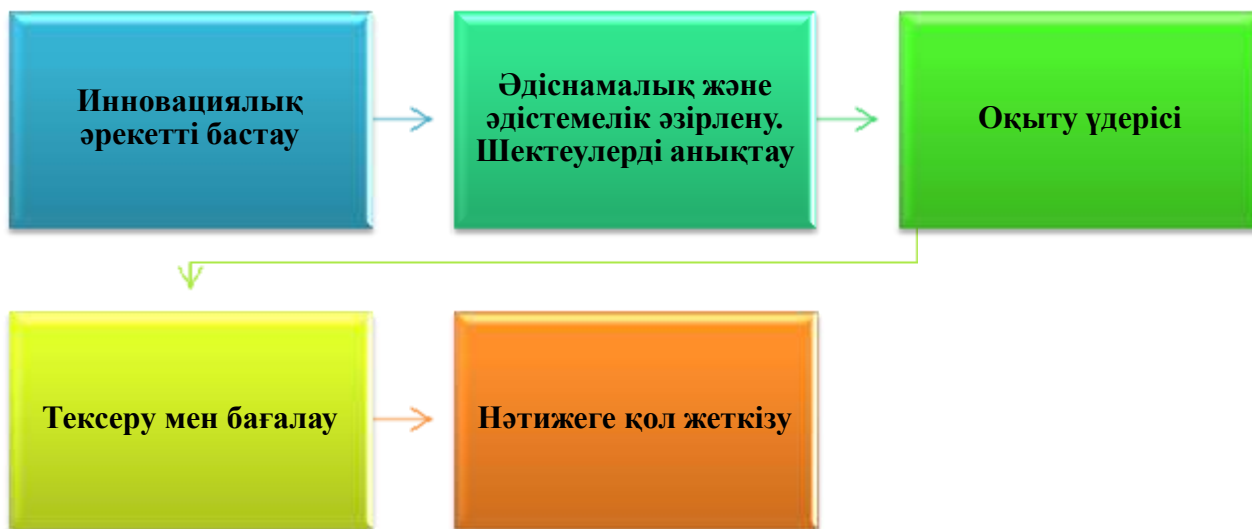 Инновациялық
әрекетті бастау
Әдіснамалық және
әдістемелік әзірлену.
Шектеулерді анықтау
Оқыту үдерісі
Тексеру мен бағалау
Нәтижеге қол жеткізу